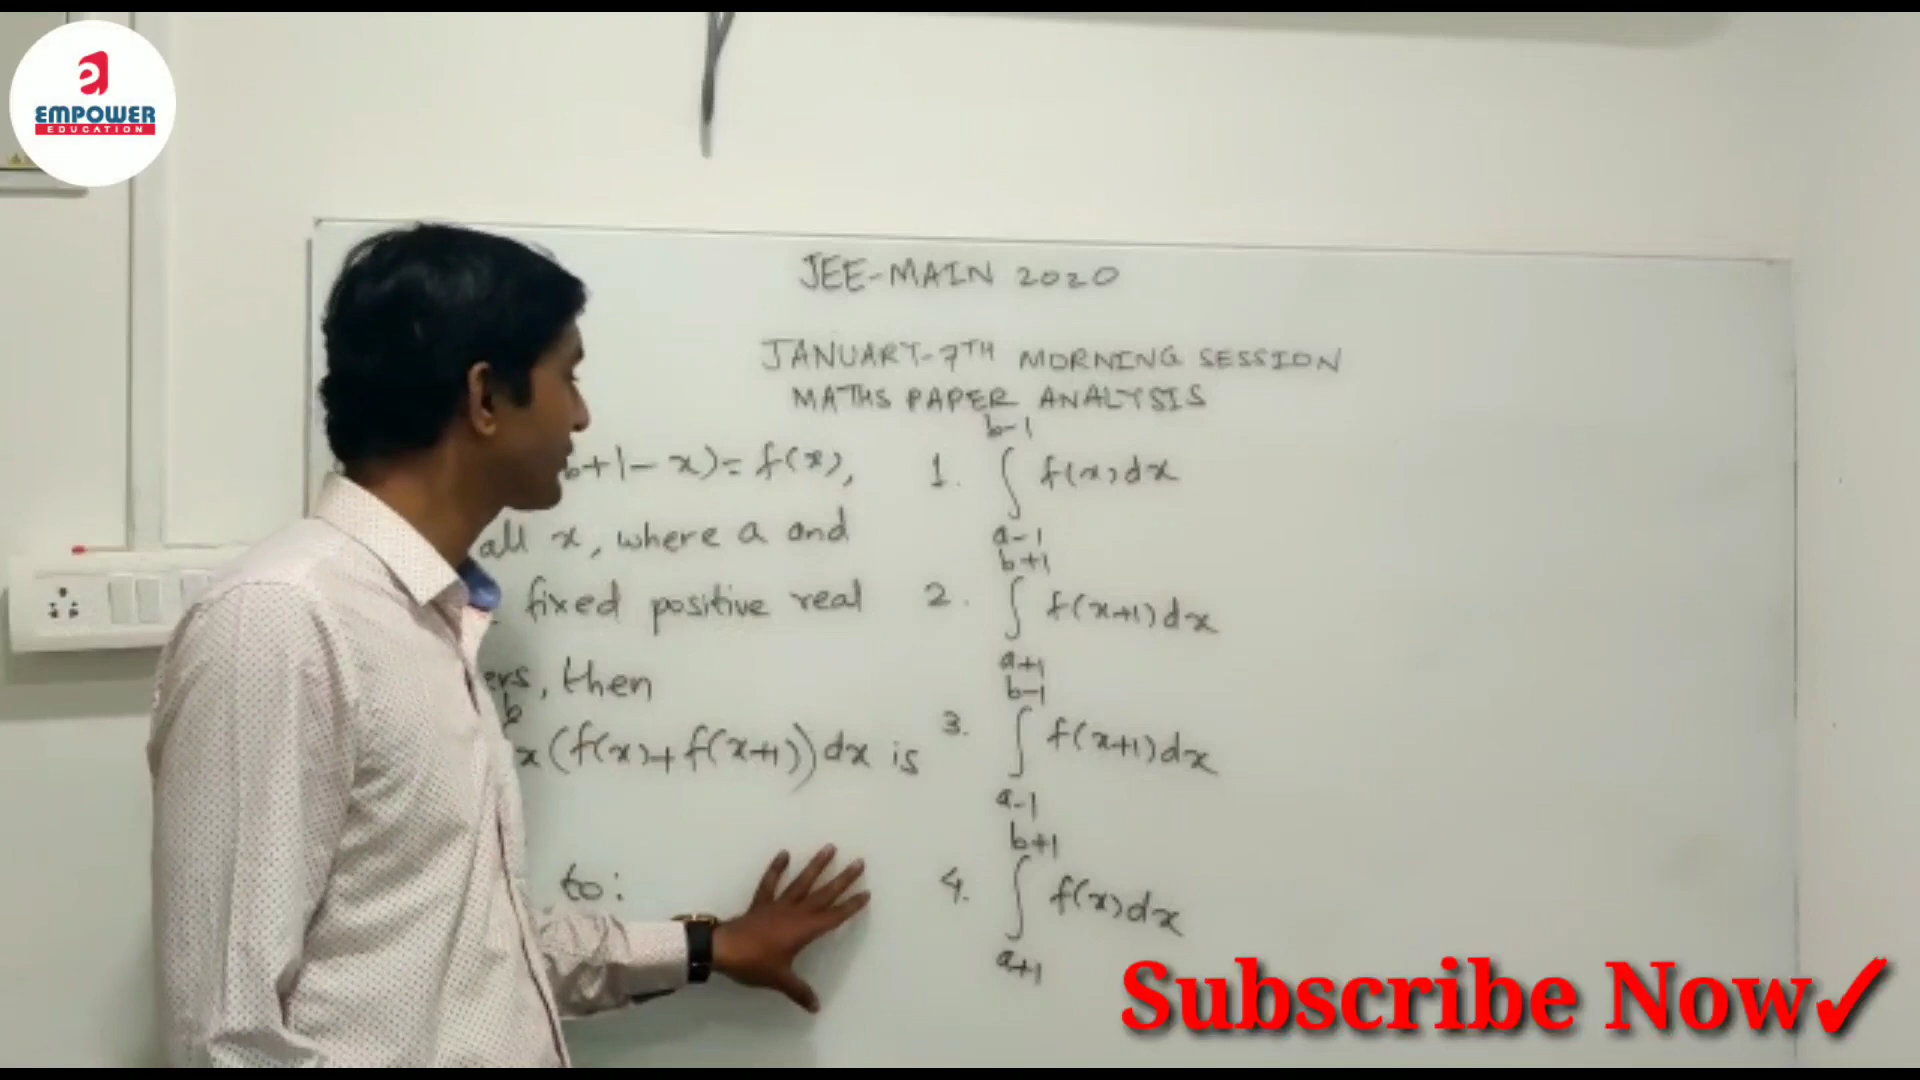 EMPOWER
EDUCATION
JEE-MAIN 2020
JANUARY-7TH MORNING SESSION
MATHS PAPER ANALYSIS
b+1-x)=f(x),
all x, where a and
fixed positive real
ers, then
b
x(f(x)+f(x+1))dx is
to:
b-1
1. ∫ f(x)dx
a-1
b+1
2. ∫ f(x+1)dx
a+1
b-1
3. ∫ f(x+1)dx
a-1
b+1
4. ∫ f(x)dx
a+1
Subscribe Now✓